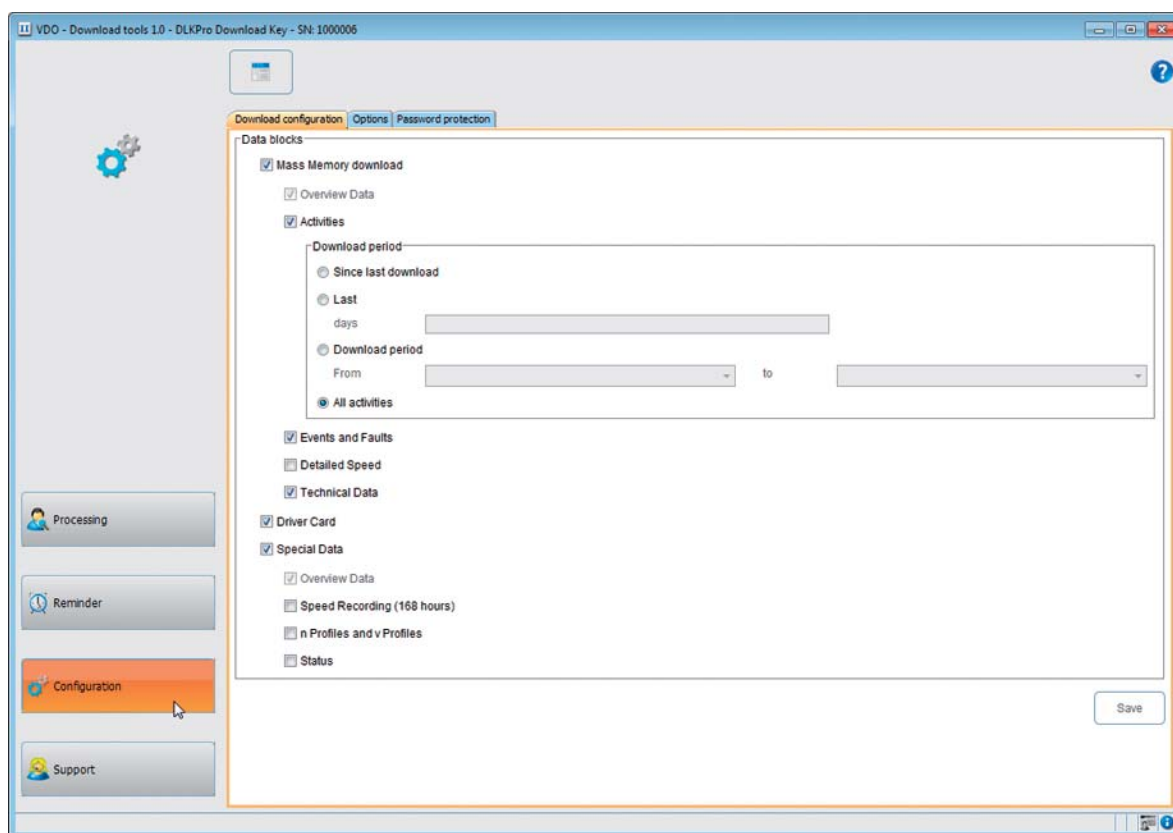 VDO - Download tools 1.0 - DLKPro Download Key - SN: 1000006
Download configuration Options Password protection
Data blocks
Mass Memory download
Overview Data
Activities
Download period
Since last download
Last
days
Download period
From to
All activities
Events and Faults
Detailed Speed
Technical Data
Driver Card
Special Data
Overview Data
Speed Recording (168 hours)
n Profiles and v Profiles
Status
Save
Processing
Reminder
Configuration
Support